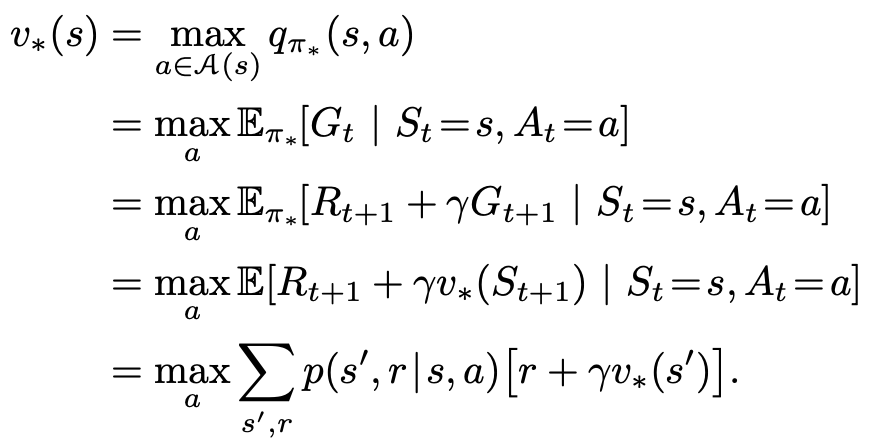 v_*(s) = max_{a∈𝒜(s)} q_{π_*}(s, a)
= max_a 𝔼_{π_*}[G_t | S_t = s, A_t = a]
= max_a 𝔼_{π_*}[R_{t+1} + γG_{t+1} | S_t = s, A_t = a]
= max_a 𝔼[R_{t+1} + γv_*(S_{t+1}) | S_t = s, A_t = a]
= max_a ∑_{s′,r} p(s′, r | s, a)[r + γv_*(s′)].